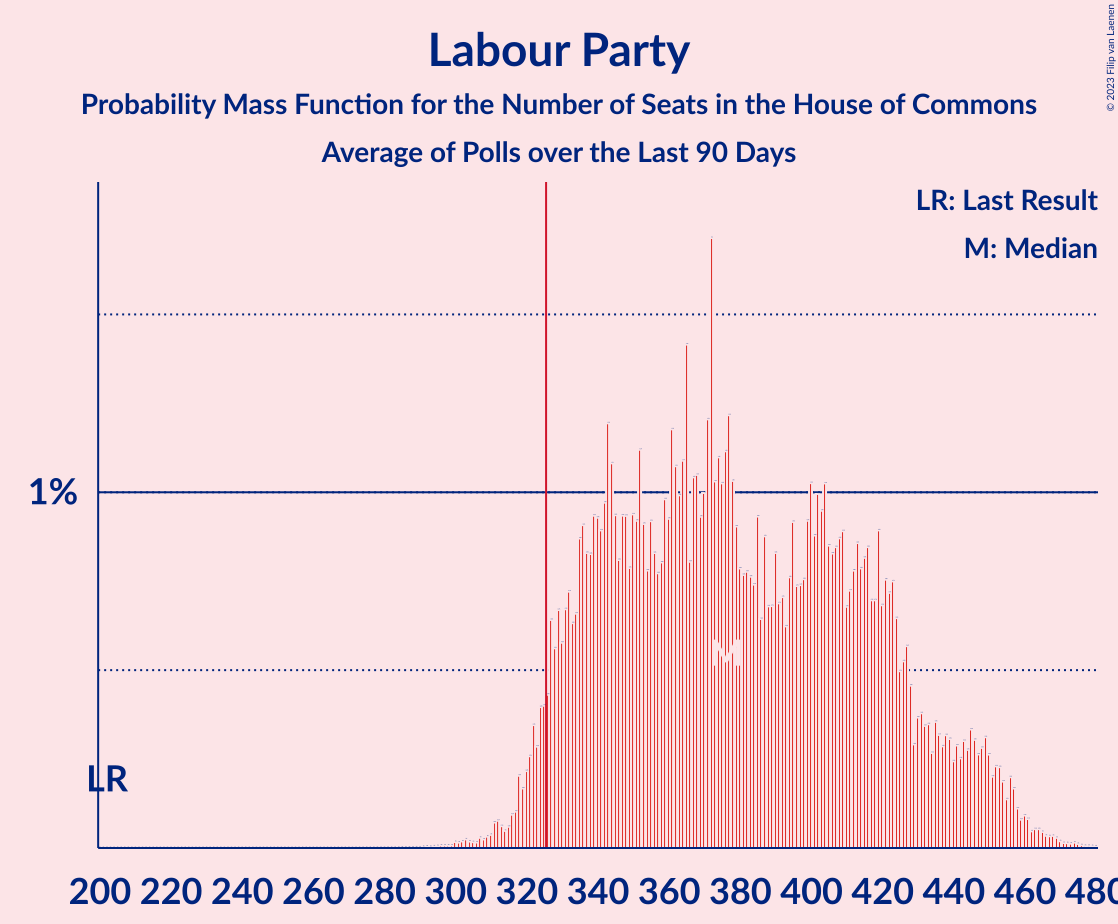 Labour Party
Probability Mass Function for the Number of Seats in the House of Commons
Average of Polls over the Last 90 Days
© 2023 Filip van Laenen
LR: Last Result
M: Median
1%
M
LR
200 220 240 260 280 300 320 340 360 380 400 420 440 460 480